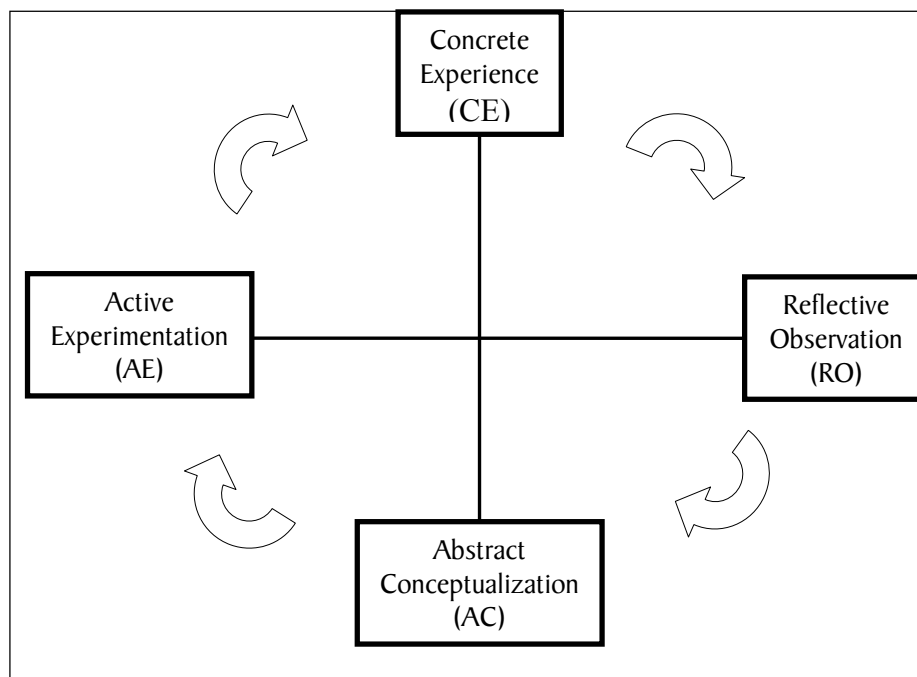 Concrete
Experience
(CE)
Active
Experimentation
(AE)
Reflective
Observation
(RO)
Abstract
Conceptualization
(AC)